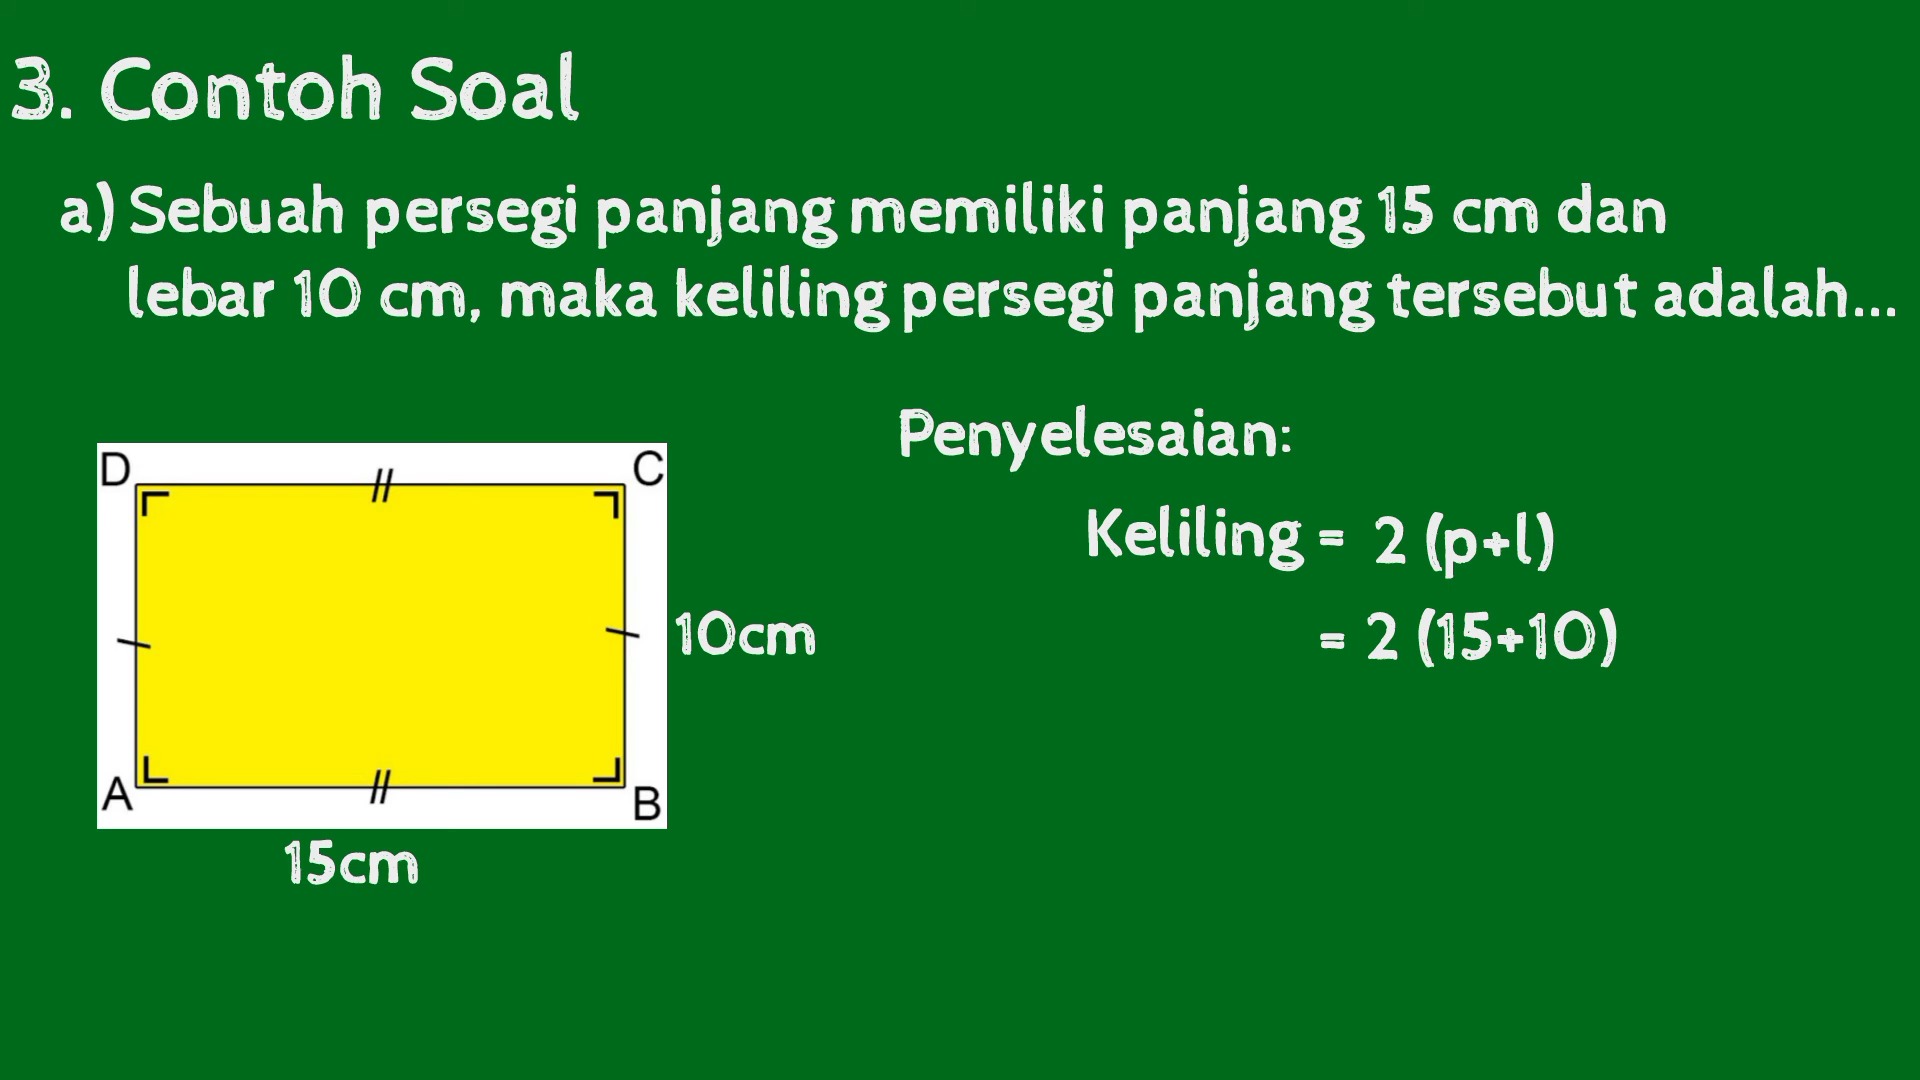 3. Contoh Soal
a) Sebuah persegi panjang memiliki panjang 15 cm dan
lebar 10 cm, maka keliling persegi panjang tersebut adalah...
Penyelesaian:
D
C
Keliling = 2 (p+l)
10cm
= 2 (15+10)
A
B
15cm